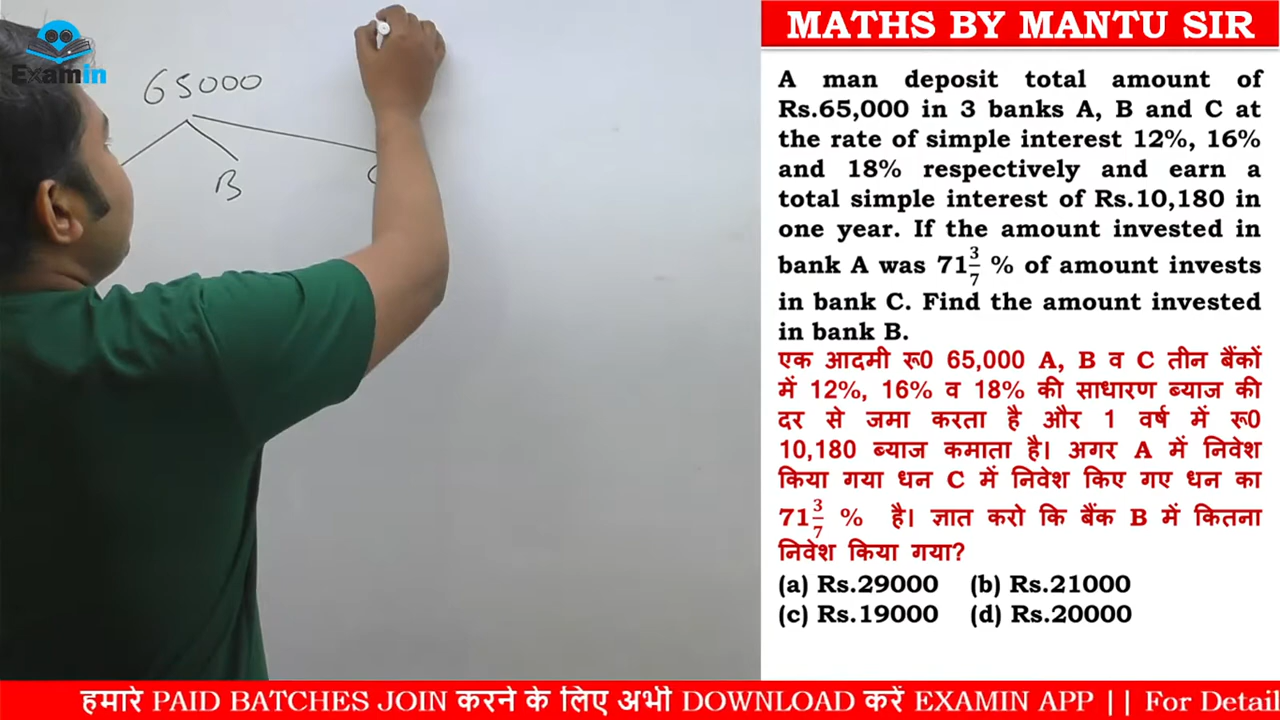 Examin
65000
B
MATHS BY MANTU SIR
A man deposit total amount of
Rs.65,000 in 3 banks A, B and C at
the rate of simple interest 12%, 16%
and 18% respectively and earn a
total simple interest of Rs.10,180 in
one year. If the amount invested in
bank A was 71 3/7 % of amount invests
in bank C. Find the amount invested
in bank B.
एक आदमी रू0 65,000 A, B व C तीन बैंकों
में 12%, 16% व 18% की साधारण ब्याज की
दर से जमा करता है और 1 वर्ष में रू0
10,180 ब्याज कमाता है। अगर A में निवेश
किया गया धन C में निवेश किए गए धन का
71 3/7 % है। ज्ञात करो कि बैंक B में कितना
निवेश किया गया?
(a) Rs.29000 (b) Rs.21000
(c) Rs.19000 (d) Rs.20000
हमारे PAID BATCHES JOIN करने के लिए अभी DOWNLOAD करें EXAMIN APP || For Detail